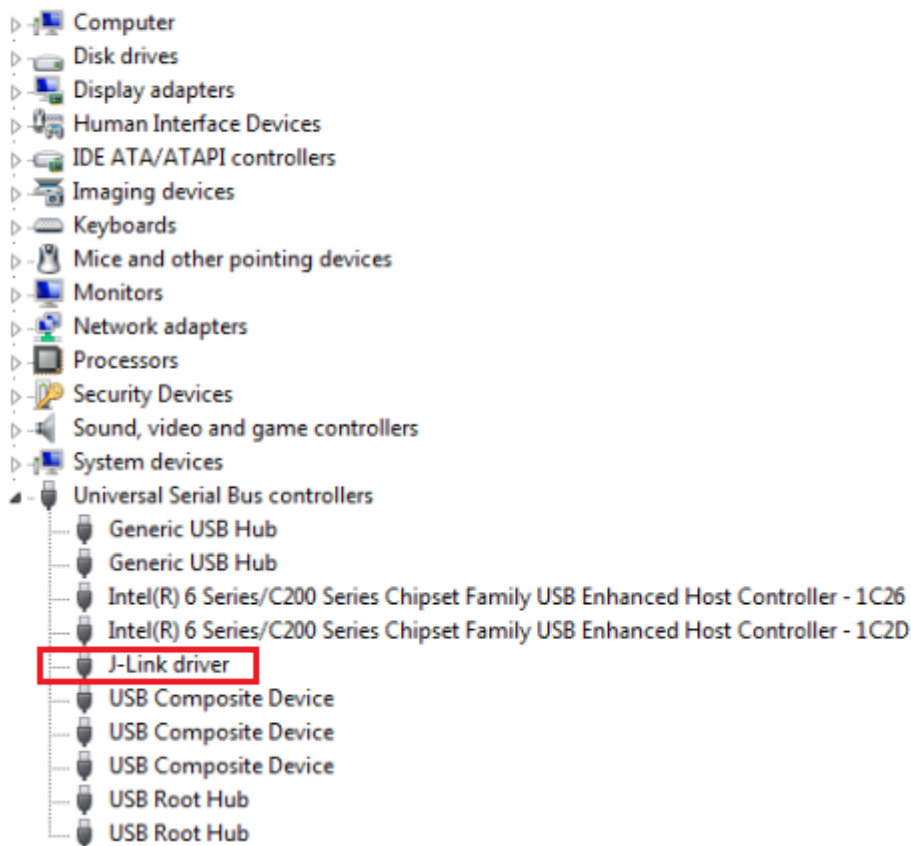 Computer
Disk drives
Display adapters
Human Interface Devices
IDE ATA/ATAPI controllers
Imaging devices
Keyboards
Mice and other pointing devices
Monitors
Network adapters
Processors
Security Devices
Sound, video and game controllers
System devices
Universal Serial Bus controllers
Generic USB Hub
Generic USB Hub
Intel(R) 6 Series/C200 Series Chipset Family USB Enhanced Host Controller - 1C26
Intel(R) 6 Series/C200 Series Chipset Family USB Enhanced Host Controller - 1C2D
J-Link driver
USB Composite Device
USB Composite Device
USB Composite Device
USB Root Hub
USB Root Hub